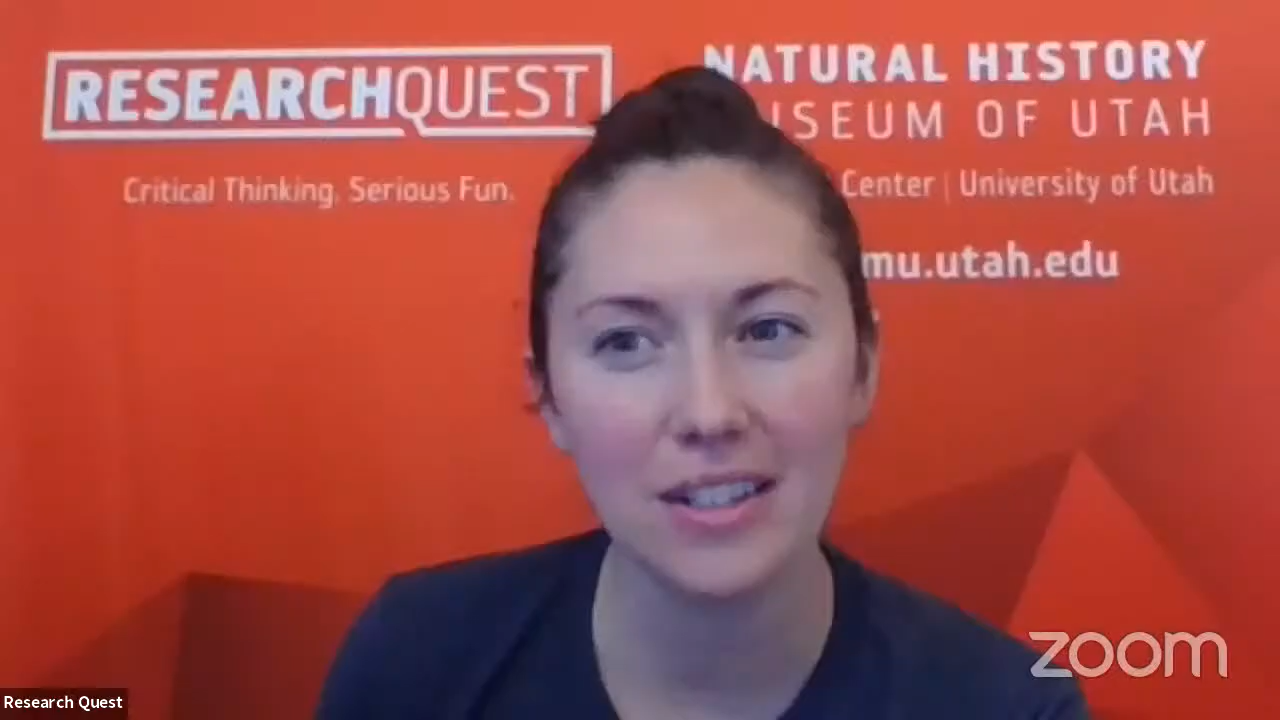 RESEARCHQUEST
Critical Thinking. Serious Fun.
NATURAL HISTORY
MUSEUM OF UTAH
Center | University of Utah
mu.utah.edu
zoom
Research Quest